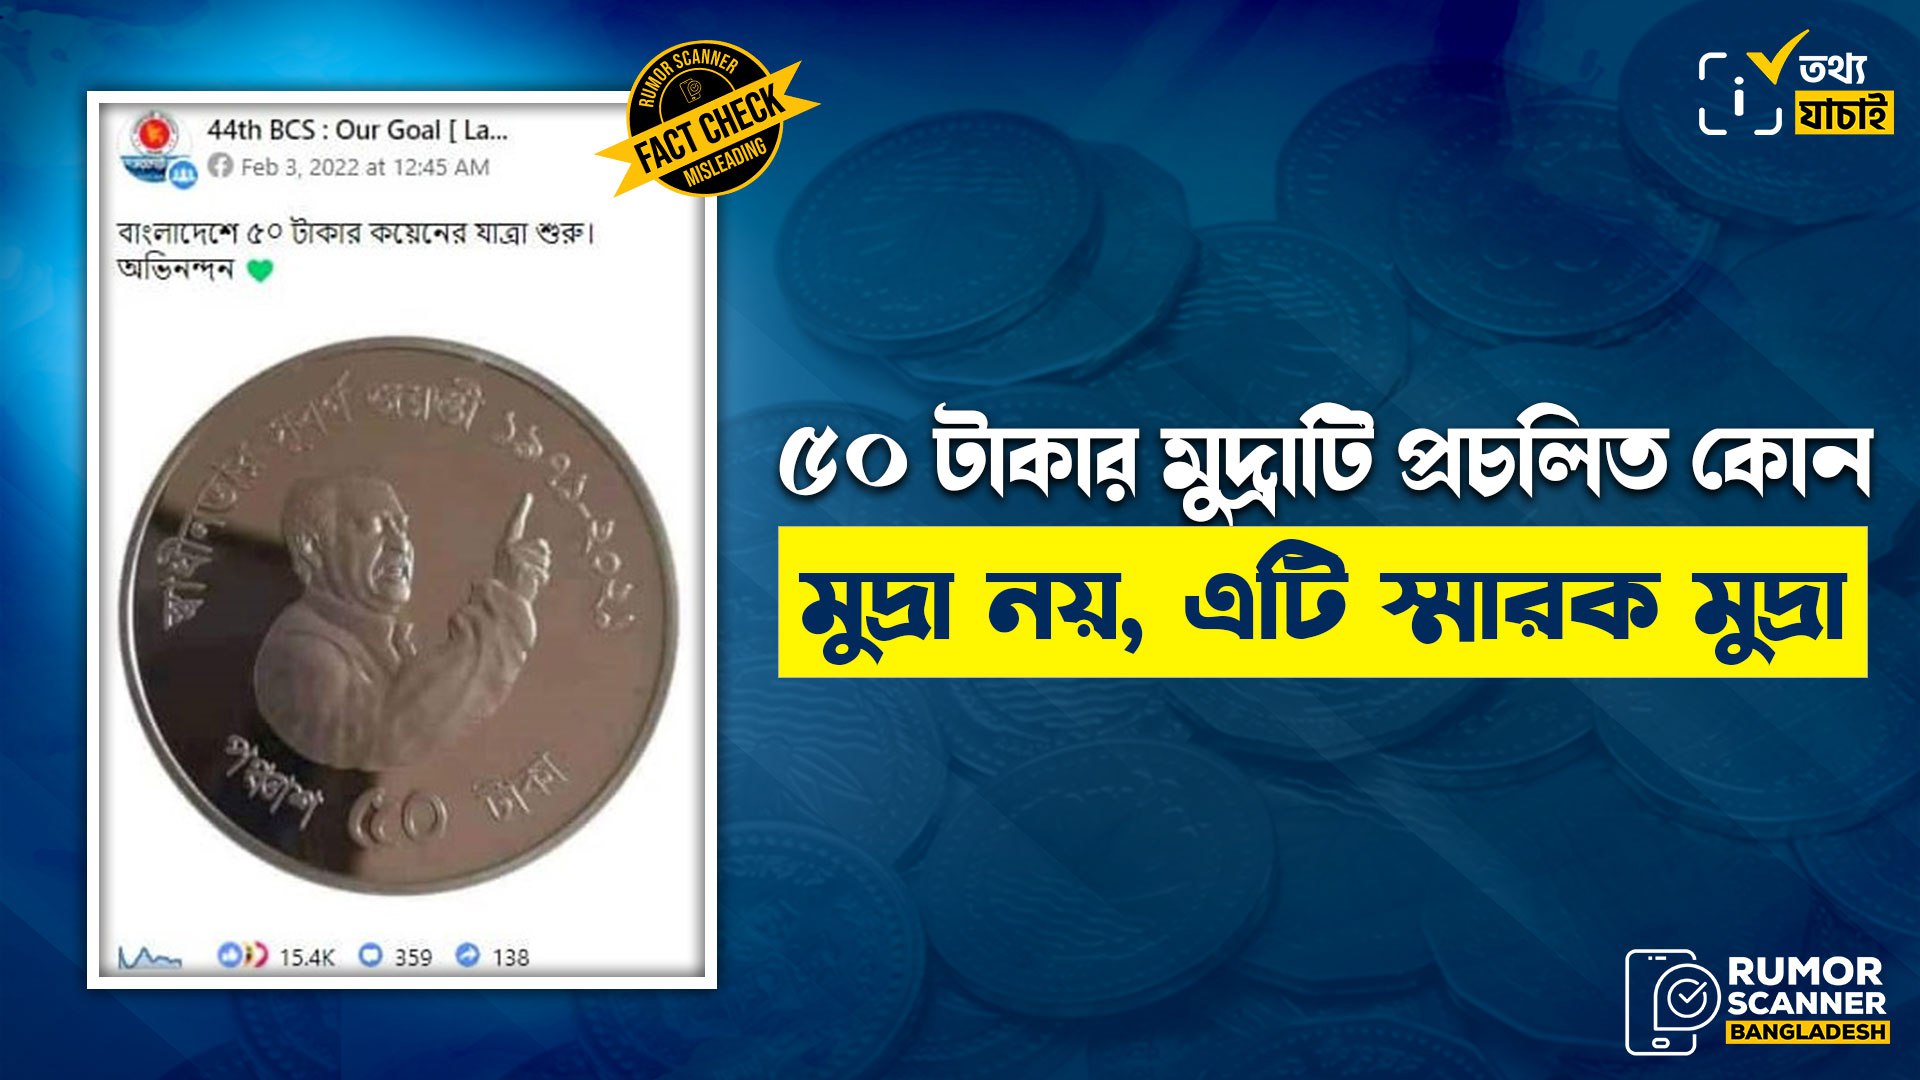 44th BCS : Our Goal [ La...
Feb 3, 2022 at 12:45 AM
বাংলাদেশে ৫০ টাকার কয়েনের যাত্রা শুরু।
অভিনন্দন 💚
স্বাধীনতার সুবর্ণ জয়ন্তী ১৯৭১-২০২১
পঞ্চাশ ৫০ টাকা
15.4K 359 138
RUMOR SCANNER
FACT CHECK
MISLEADING
তথ্য
যাচাই
৫০ টাকার মুদ্রাটি প্রচলিত কোন
মুদ্রা নয়, এটি স্মারক মুদ্রা
RUMOR
SCANNER
BANGLADESH